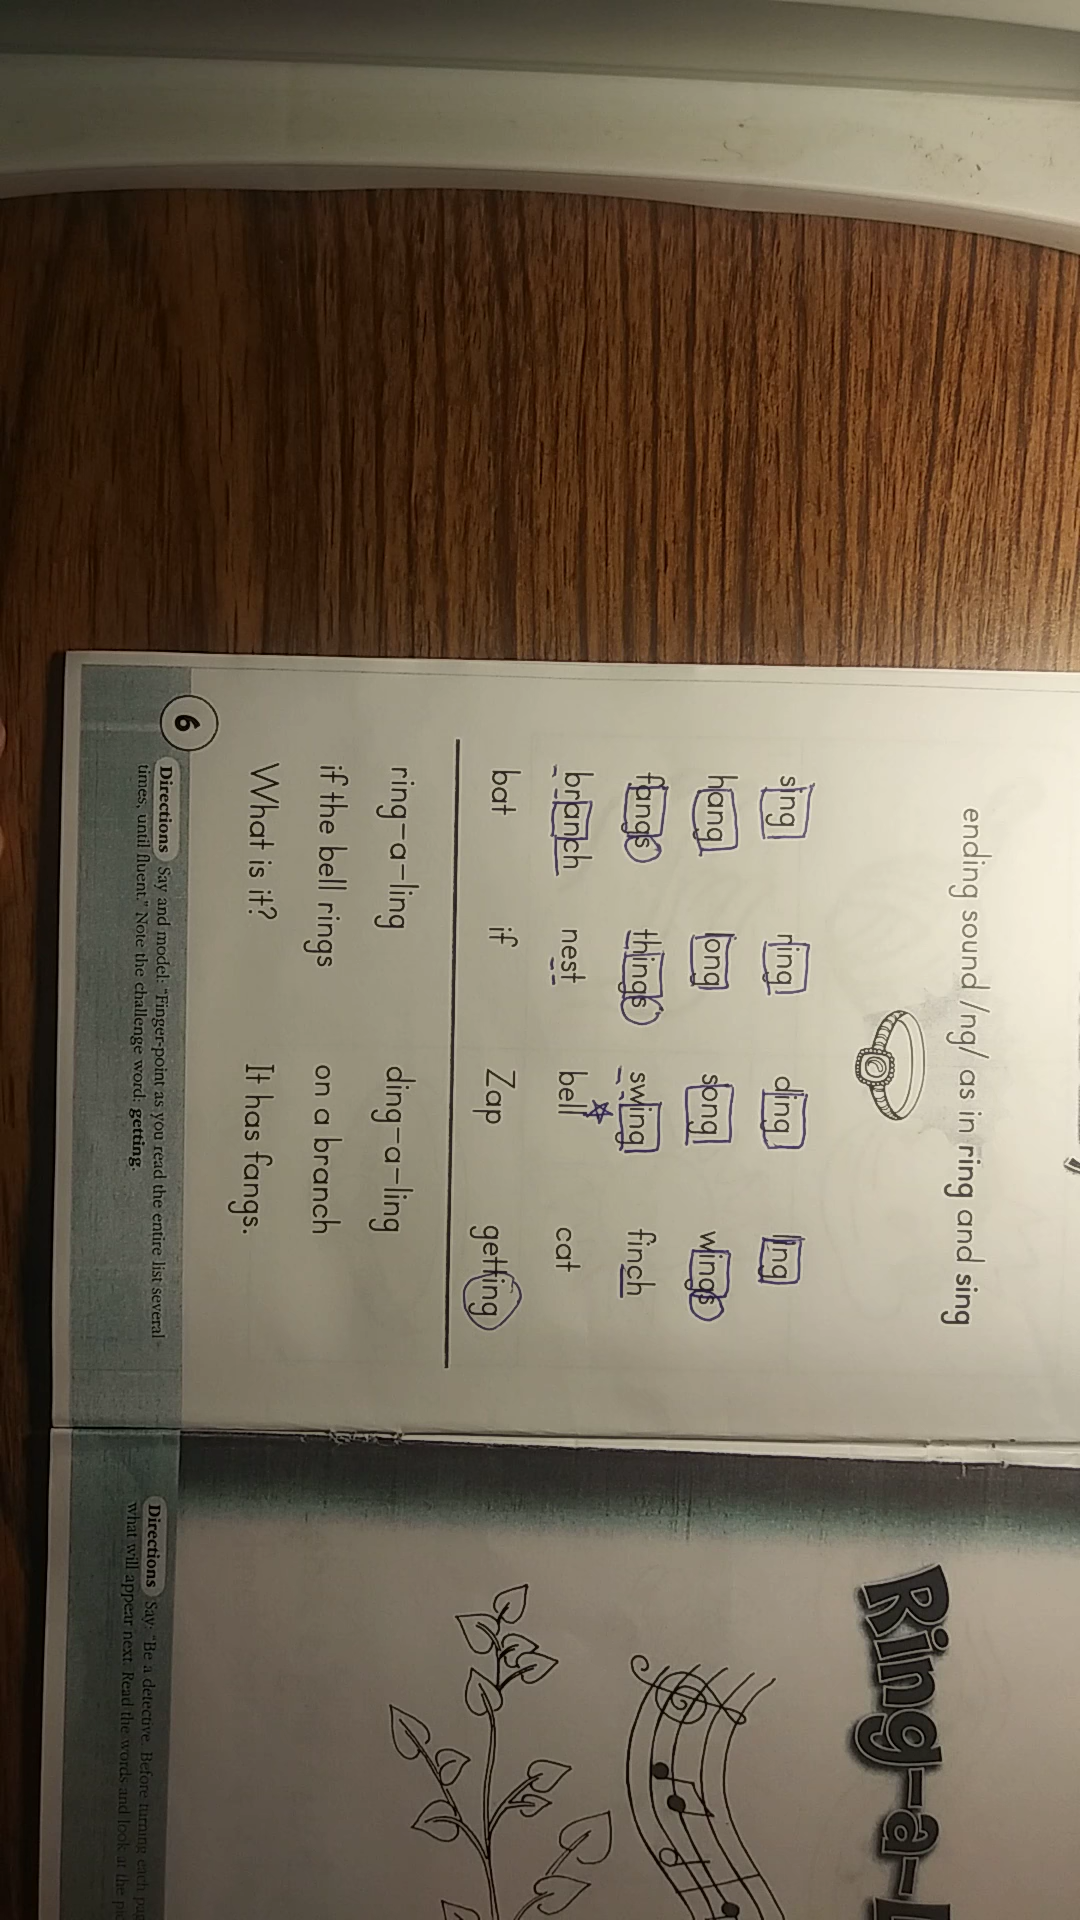 ending sound /ng/ as in ring and sing
sing ring ding ling
hang long song wings
fangs things swing finch
branch nest bell cat
bat if Zap getting
ring-a-ling ding-a-ling
if the bell rings on a branch
What is it? It has fangs.
6
Directions Say and model: "Finger-point as you read the entire list several
times, until fluent." Note the challenge word: getting.
Ring-a-
Directions Say: "Be a detective. Before turning each
what will appear next. Read the words and look at the